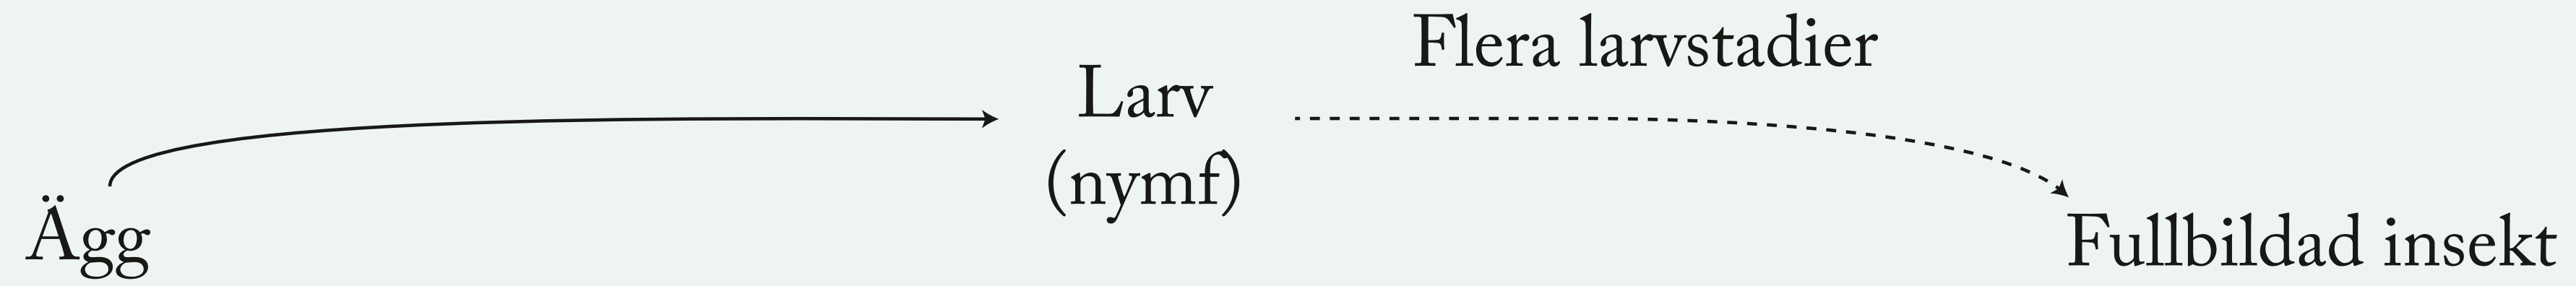 Ägg
Larv
(nymf)
Flera larvstadier
Fullbildad insekt